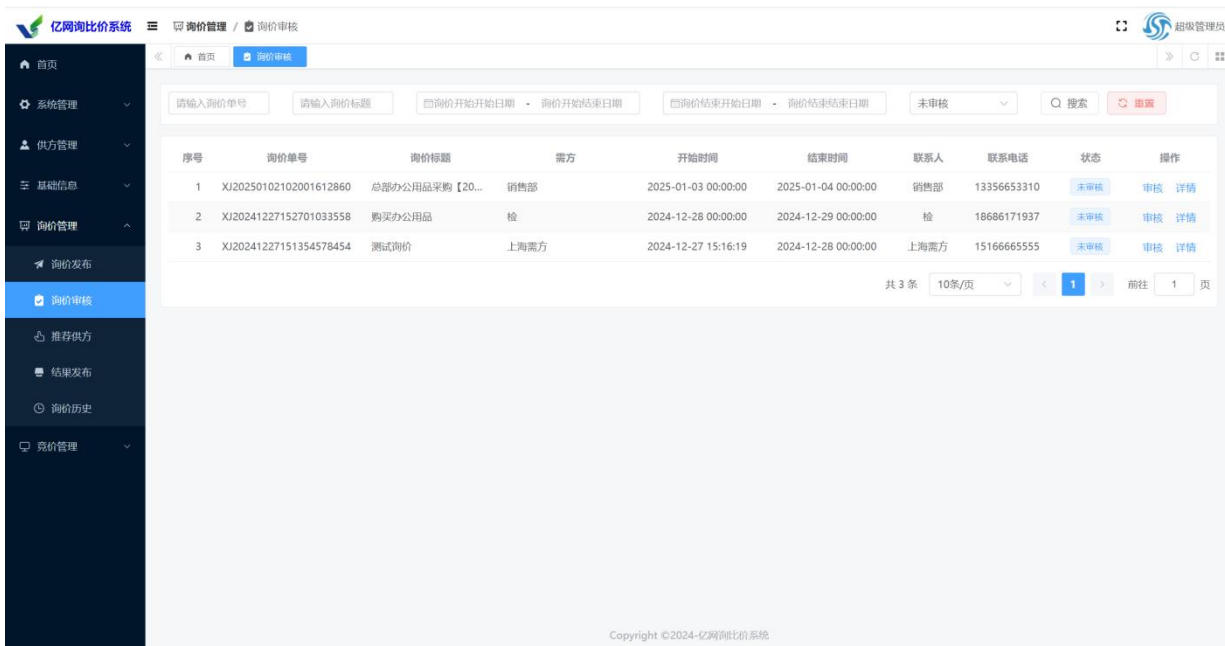 亿网询比价系统
询价管理 / 询价审核
超级管理员
首页
系统管理
供方管理
基础信息
询价管理
询价发布
询价审核
推荐供方
结果发布
询价历史
竞价管理
首页 询价审核
请输入询价单号 请输入询价标题 询价开始开始日期 - 询价开始结束日期 询价结束开始日期 - 询价结束结束日期 未审核 搜索 重置
序号 询价单号 询价标题 需方 开始时间 结束时间 联系人 联系电话 状态 操作
1 XJ20250102102001612860 总部办公用品采购【20... 销售部 2025-01-03 00:00:00 2025-01-04 00:00:00 销售部 13356653310 未审核 审核 详情
2 XJ20241227152701033558 购买办公用品 检 2024-12-28 00:00:00 2024-12-29 00:00:00 检 18686171937 未审核 审核 详情
3 XJ20241227151354578454 测试询价 上海需方 2024-12-27 15:16:19 2024-12-28 00:00:00 上海需方 15166665555 未审核 审核 详情
共 3 条 10条/页 1 前往 1 页
Copyright ©2024-亿网询比价系统